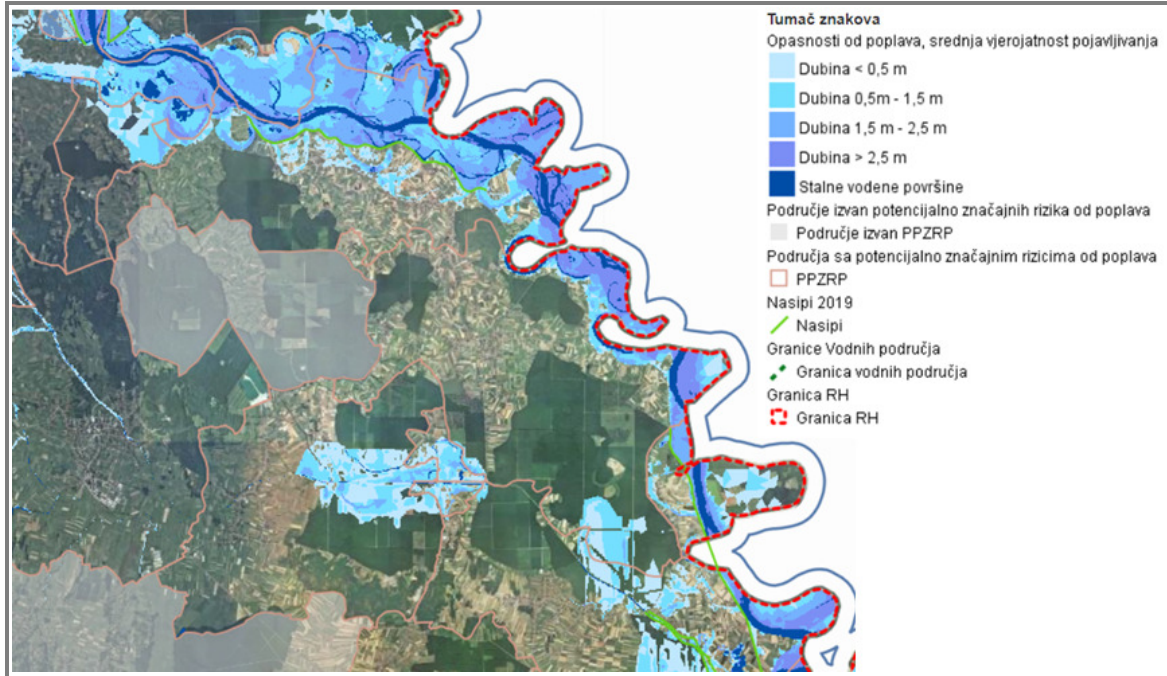 Tumač znakova
Opasnosti od poplava, srednja vjerojatnost pojavljivanja
Dubina < 0,5 m
Dubina 0,5m - 1,5 m
Dubina 1,5 m - 2,5 m
Dubina > 2,5 m
Stalne vodene površine
Područje izvan potencijalno značajnih rizika od poplava
Područje izvan PPZRP
Područja sa potencijalno značajnim rizicima od poplava
PPZRP
Nasipi 2019
Nasipi
Granice Vodnih područja
Granica vodnih područja
Granice RH
Granica RH